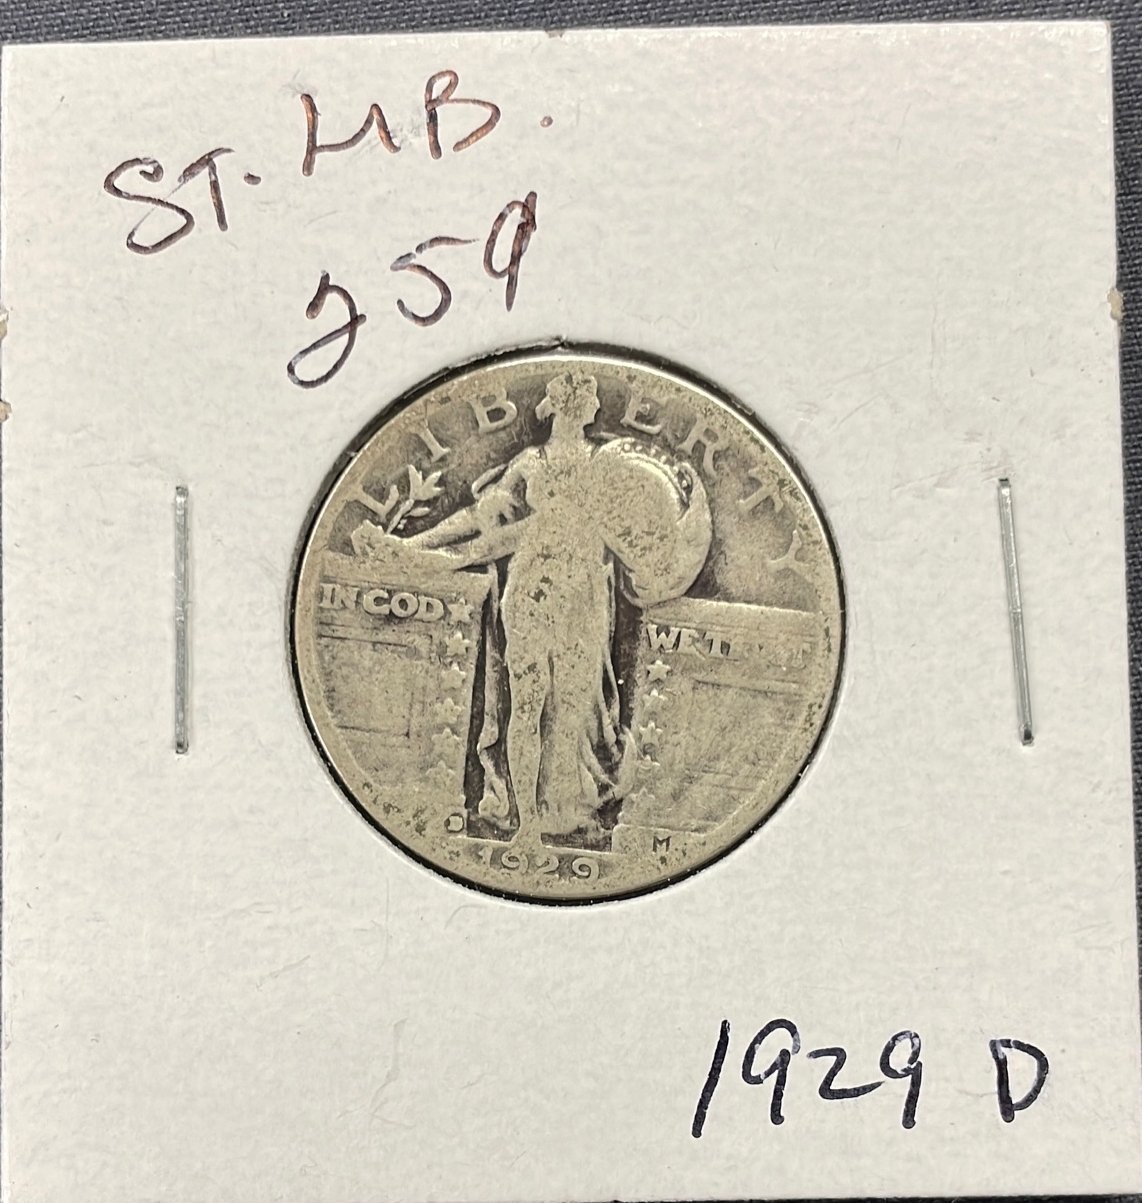 ST. LIB.
25¢
LIBERTY
IN GOD WE TRUST
D M
1929
1929 D